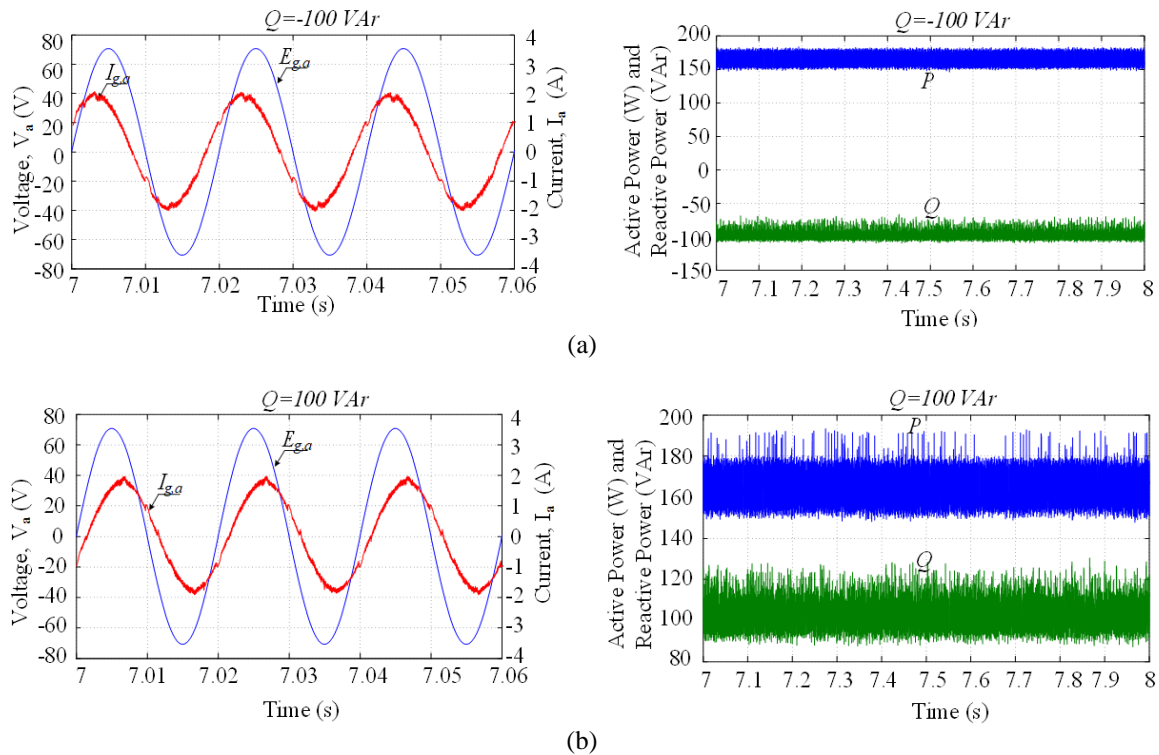 Q=-100 VAr
80
60
40
20
0
-20
-40
-60
-80
Voltage, Va (V)
Ig,a
Eg,a
4
3
2
1
0
-1
-2
-3
-4
Current, Ia (A)
7 7.01 7.02 7.03 7.04 7.05 7.06
Time (s)
Q=-100 VAr
200
150
100
50
0
-50
-100
-150
Active Power (W) and
Reactive Power (VAr)
P
Q
7 7.1 7.2 7.3 7.4 7.5 7.6 7.7 7.8 7.9 8
Time (s)
(a)
Q=100 VAr
80
60
40
20
0
-20
-40
-60
-80
Voltage, Va (V)
Eg,a
Ig,a
4
3
2
1
0
-1
-2
-3
-4
Current, Ia (A)
7 7.01 7.02 7.03 7.04 7.05 7.06
Time (s)
Q=100 VAr
200
180
160
140
120
100
80
Active Power (W) and
Reactive Power (VAr)
P
Q
7 7.1 7.2 7.3 7.4 7.5 7.6 7.7 7.8 7.9 8
Time (s)
(b)